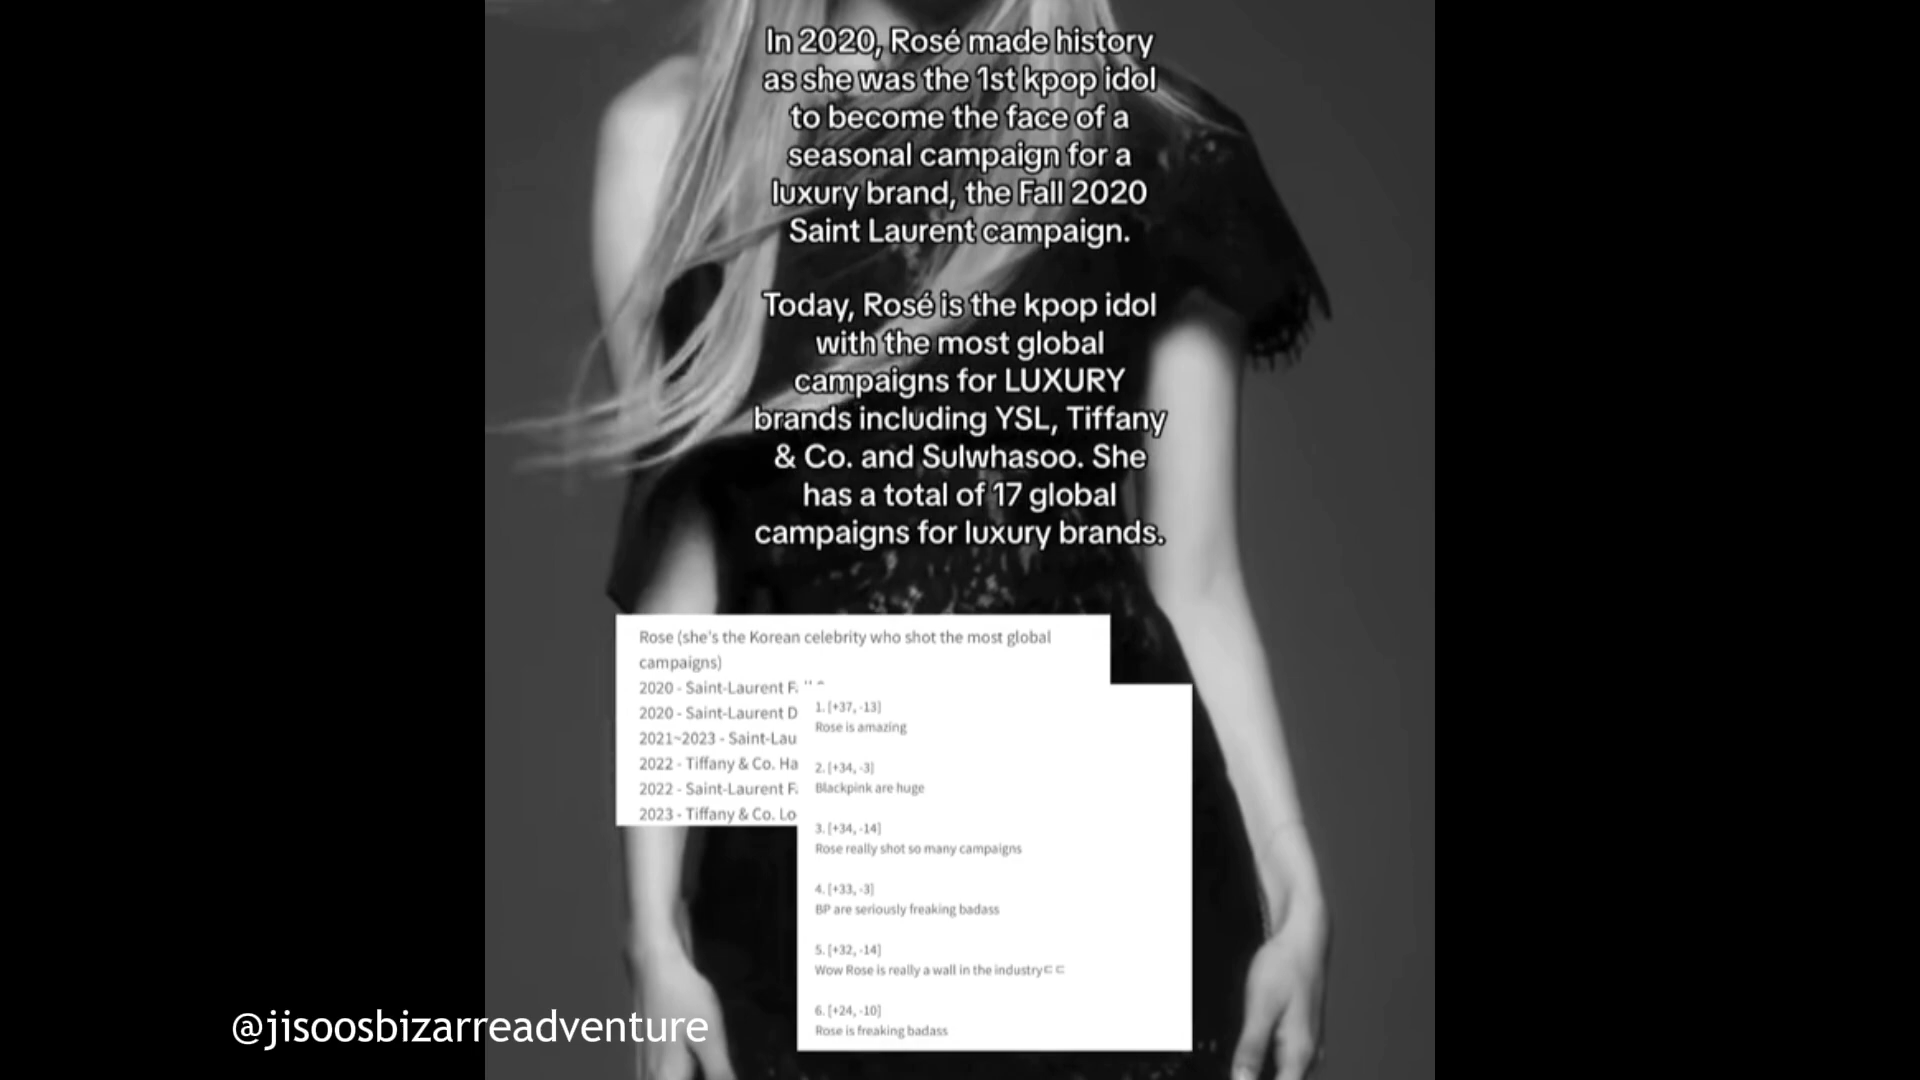 In 2020, Rosé made history
as she was the 1st kpop idol
to become the face of a
seasonal campaign for a
luxury brand, the Fall 2020
Saint Laurent campaign.
Today, Rosé is the kpop idol
with the most global
campaigns for LUXURY
brands including YSL, Tiffany
& Co. and Sulwhasoo. She
has a total of 17 global
campaigns for luxury brands.
Rose (she's the Korean celebrity who shot the most global
campaigns)
2020 - Saint-Laurent
2020 - Saint-Laurent D
2021~2023 - Saint-Lau
2022 - Tiffany & Co. Ha
2022 - Saint-Laurent
2023 - Tiffany & Co. Lo
1. [+37, -13]
Rose is amazing
2. [+34, -3]
Blackpink are huge
3. [+34, -14]
Rose really shot so many campaigns
4. [+33, -3]
BP are seriously freaking badass
5. [+32, -14]
Wow Rose is really a wall in the industryㄷㄷ
6. [+24, -10]
Rose is freaking badass
@jisoosbizarreadventure